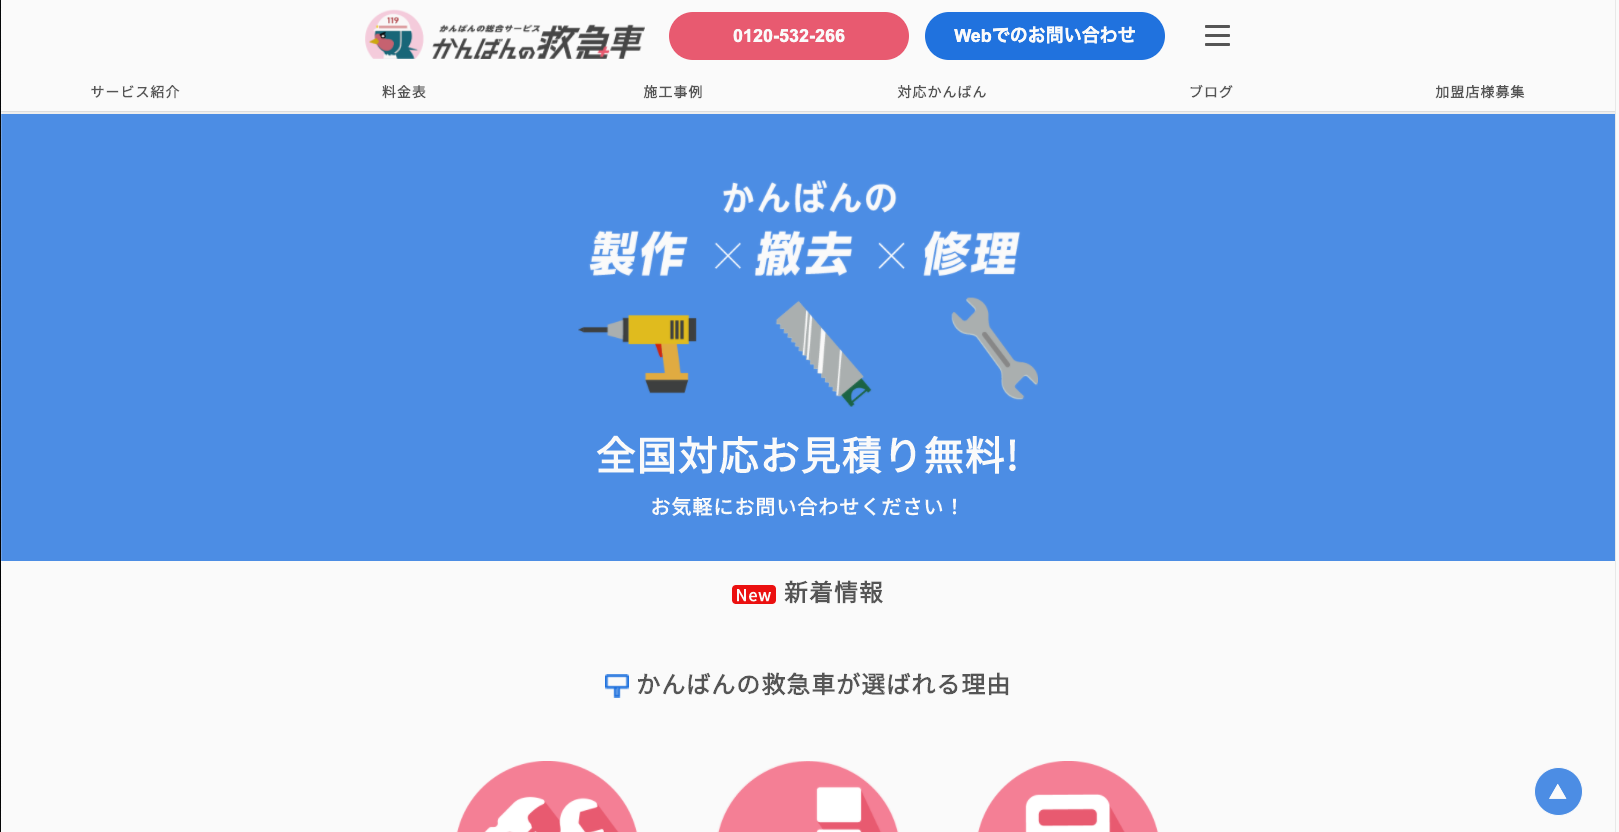 119
かんばんの総合サービス
かんばんの救急車
0120-532-266
Webでのお問い合わせ
サービス紹介
料金表
施工事例
対応かんばん
ブログ
加盟店様募集
かんばんの
製作×撤去×修理
全国対応お見積り無料!
お気軽にお問い合わせください！
New 新着情報
かんばんの救急車が選ばれる理由